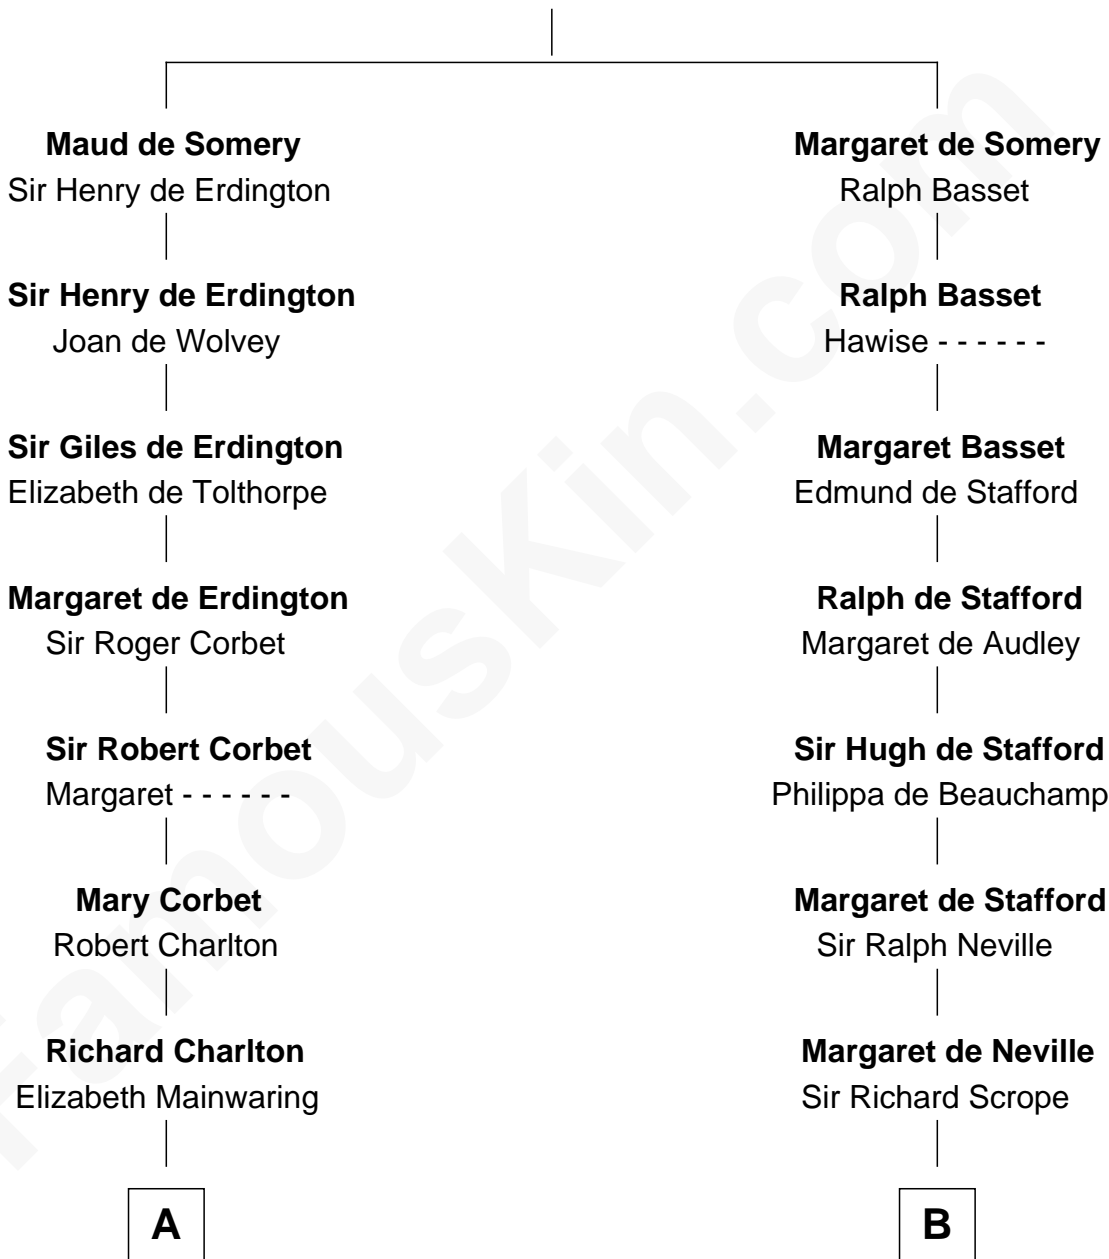 Maud de Somery
Sir Henry de Erdington
Sir Henry de Erdington
Joan de Wolvey
Sir Giles de Erdington
Elizabeth de Tolthorpe
Margaret de Erdington
Sir Roger Corbet
Sir Robert Corbet
Margaret - - - - - -
Mary Corbet
Robert Charlton
Richard Charlton
Elizabeth Mainwaring
A
Margaret de Somery
Ralph Basset
Ralph Basset
Hawise - - - - - -
Margaret Basset
Edmund de Stafford
Ralph de Stafford
Margaret de Audley
Sir Hugh de Stafford
Philippa de Beauchamp
Margaret de Stafford
Sir Ralph Neville
Margaret de Neville
Sir Richard Scrope
B
FamousKin.com